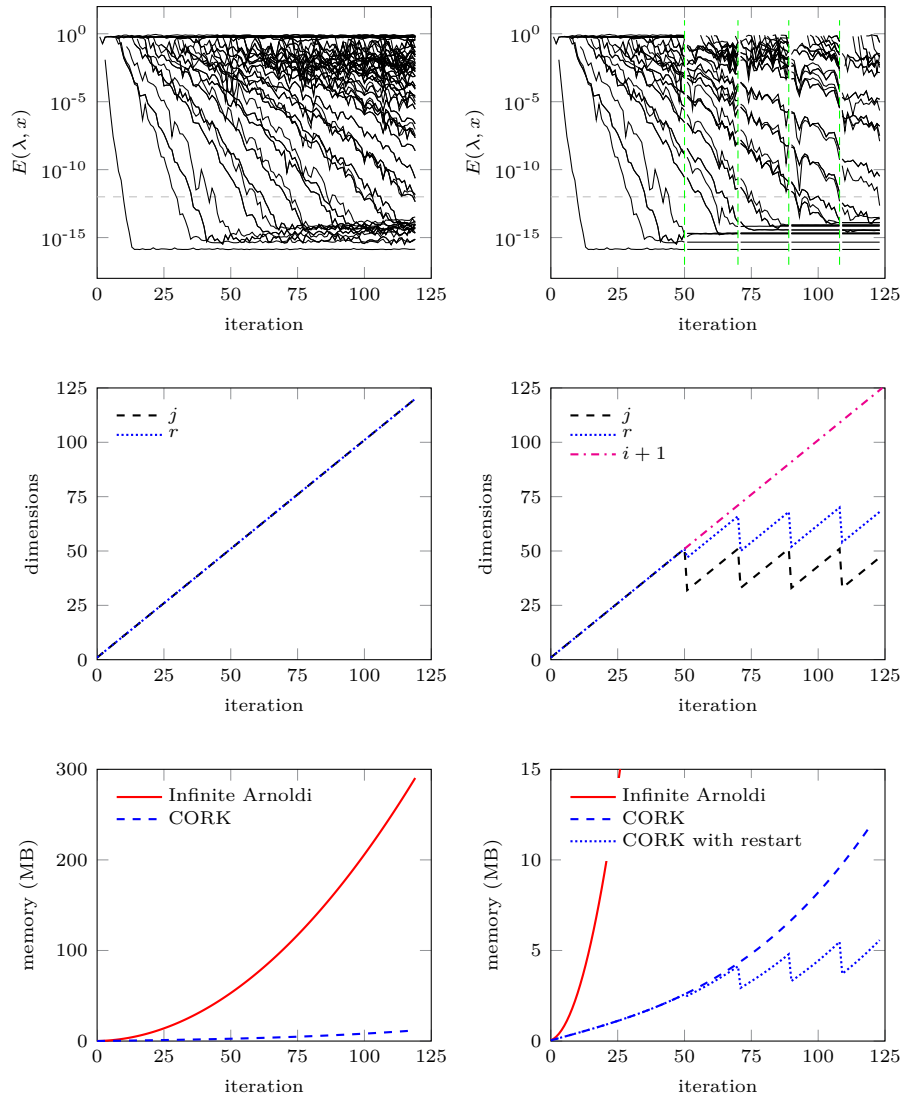 10^0
10^-5
10^-10
10^-15
E(λ, x)
0 25 50 75 100 125
iteration
10^0
10^-5
10^-10
10^-15
E(λ, x)
0 25 50 75 100 125
iteration
125
100
75
50
25
0
dimensions
j
r
0 25 50 75 100 125
iteration
125
100
75
50
25
0
dimensions
j
r
i + 1
0 25 50 75 100 125
iteration
300
200
100
0
memory (MB)
Infinite Arnoldi
CORK
0 25 50 75 100 125
iteration
15
10
5
0
memory (MB)
Infinite Arnoldi
CORK
CORK with restart
0 25 50 75 100 125
iteration